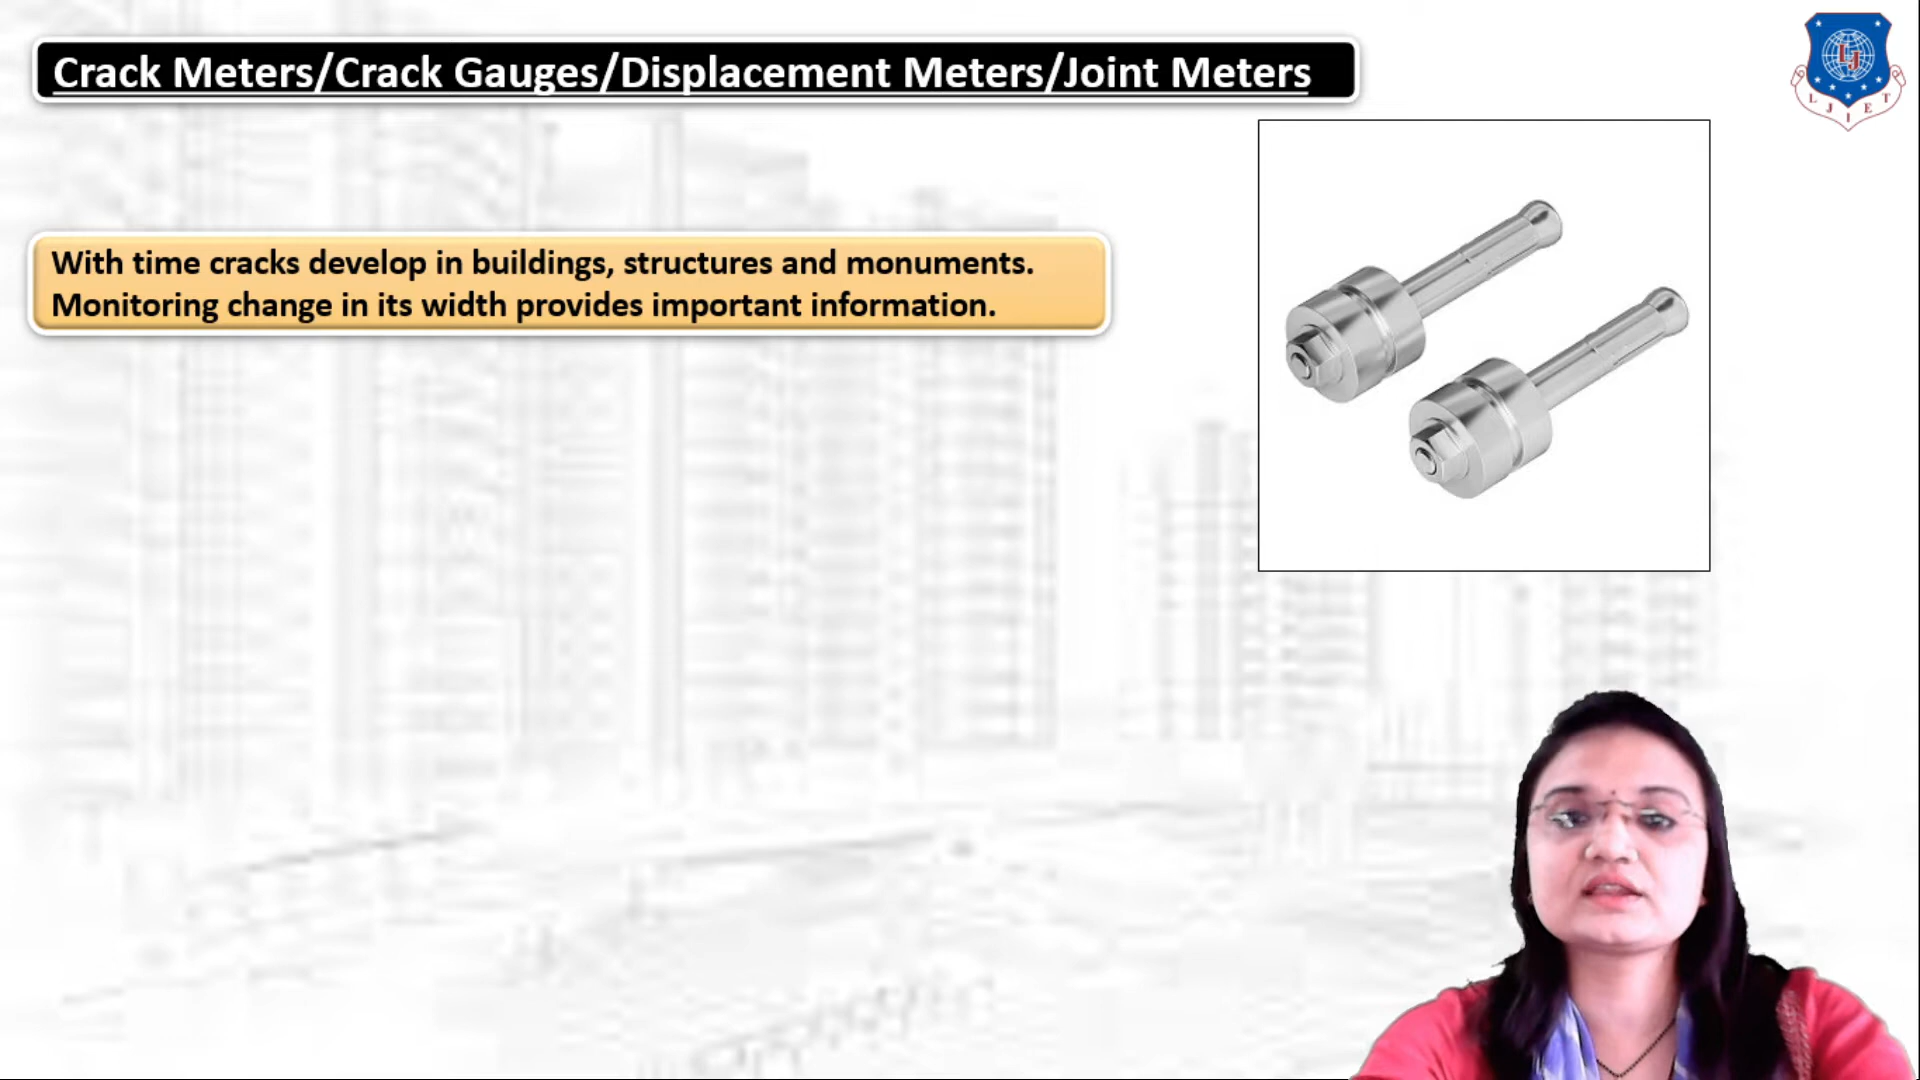 Crack Meters/Crack Gauges/Displacement Meters/Joint Meters
LJ
L J I E T
With time cracks develop in buildings, structures and monuments.
Monitoring change in its width provides important information.